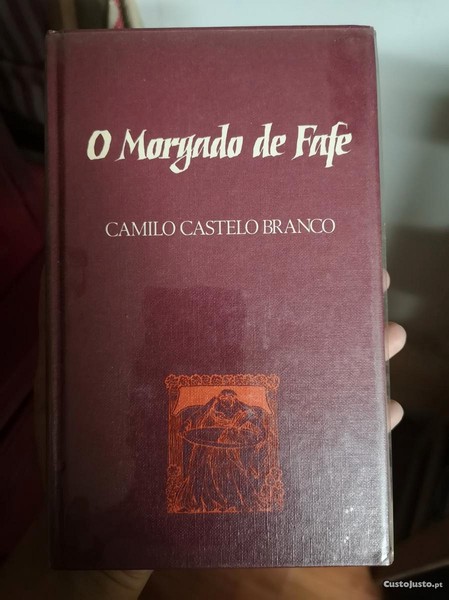 O Morgado de Fafe
CAMILO CASTELO BRANCO
CustoJusto.pt